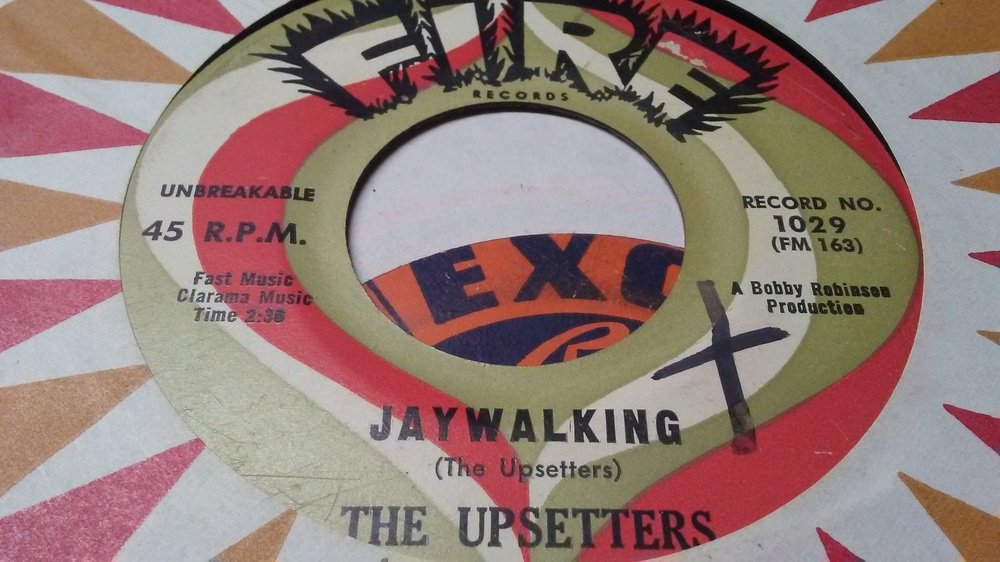 FIRE
RECORDS
UNBREAKABLE
45 R.P.M.
Fast Music
Clarama Music
Time 2:38
RECORD NO.
1029
(FM 163)
A Bobby Robinson
Production
EXC
JAYWALKING
(The Upsetters)
THE UPSETTERS